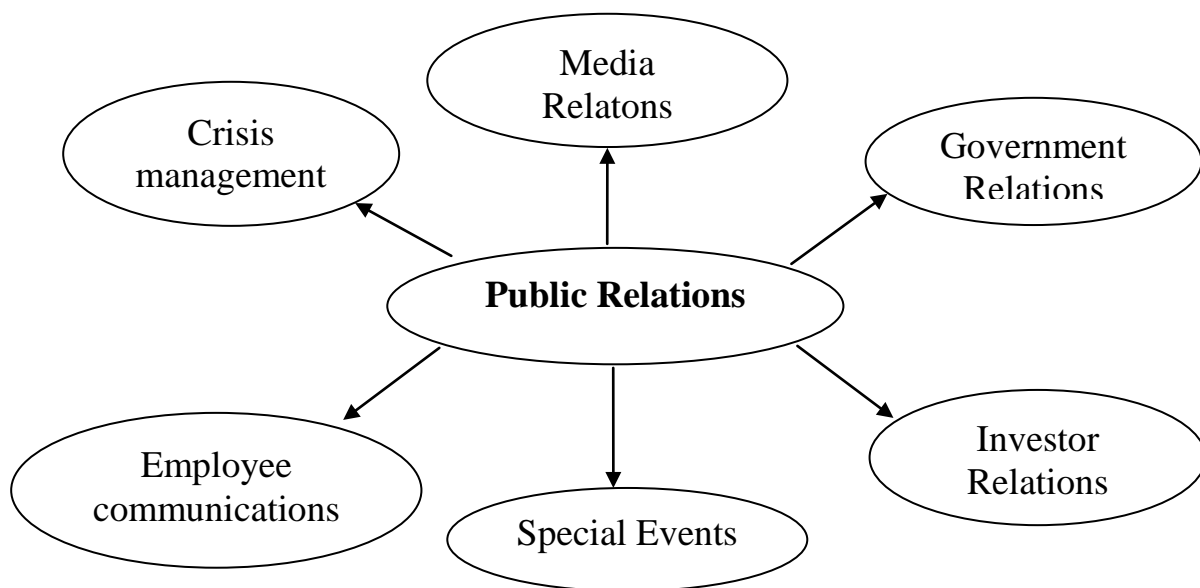 Media
Relatons
Crisis
management
Government
Relations
Public Relations
Employee
communications
Investor
Relations
Special Events